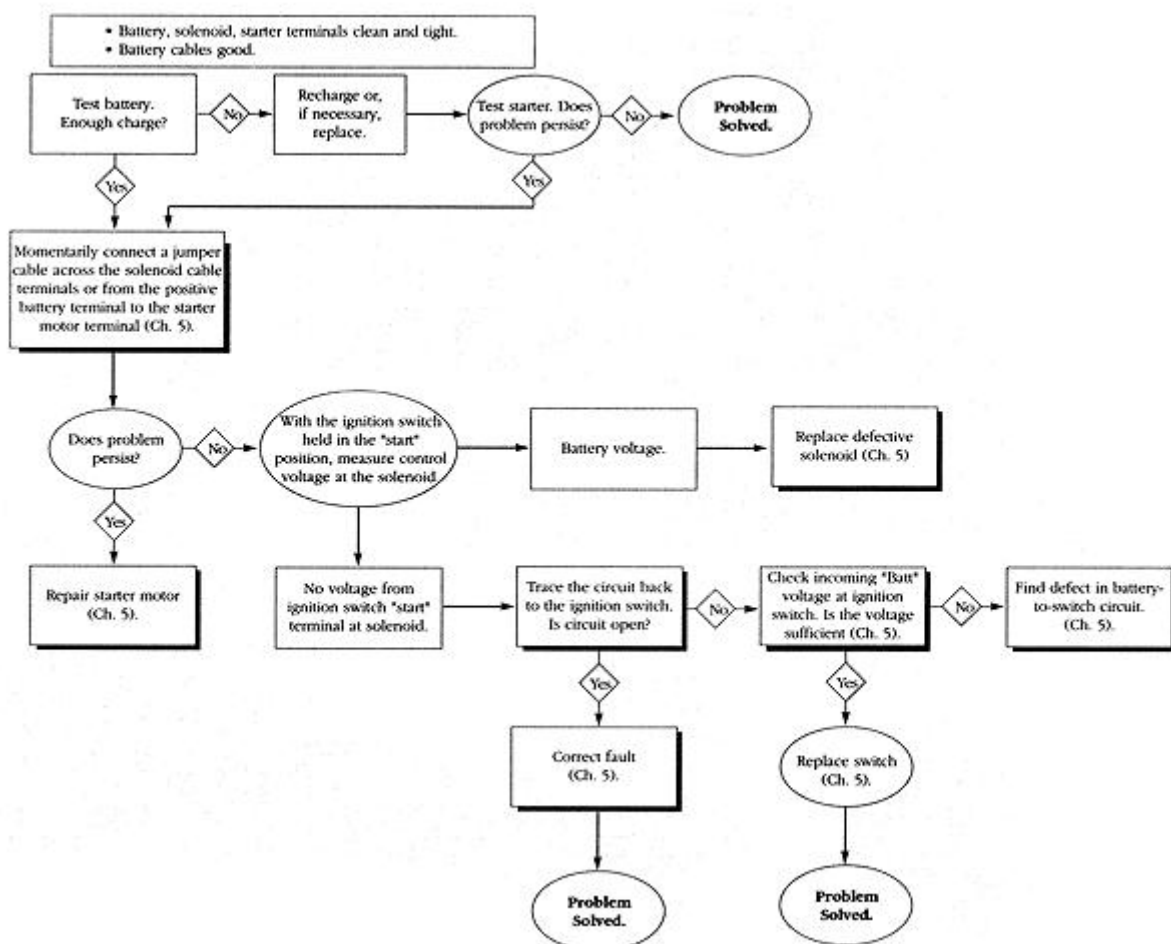 • Battery, solenoid, starter terminals clean and tight.
• Battery cables good.
Test battery.
Enough charge?
No
Recharge or,
if necessary,
replace.
Test starter. Does
problem persist?
No
Problem
Solved.
Yes
Yes
Momentarily connect a jumper
cable across the solenoid cable
terminals or from the positive
battery terminal to the starter
motor terminal (Ch. 5).
Does problem
persist?
No
With the ignition switch
held in the "start"
position, measure control
voltage at the solenoid.
Battery voltage.
Replace defective
solenoid (Ch. 5)
Yes
Repair starter motor
(Ch. 5).
No voltage from
ignition switch "start"
terminal at solenoid.
Trace the circuit back
to the ignition switch.
Is circuit open?
No
Check incoming "Batt"
voltage at ignition
switch. Is the voltage
sufficient (Ch. 5).
No
Find defect in battery-
to-switch circuit.
(Ch. 5).
Yes
Yes
Correct fault
(Ch. 5).
Replace switch
(Ch. 5).
Problem
Solved.
Problem
Solved.